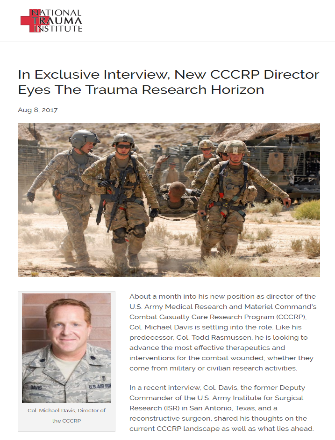 NATIONAL
TRAUMA
INSTITUTE
In Exclusive Interview, New CCCRP Director
Eyes The Trauma Research Horizon
Aug 8, 2017
DAVIS
U.S. AIR FOR
Col. Michael Davis, Director of
the CCCRP
About a month into his new position as director of the
U.S. Army Medical Research and Materiel Command's
Combat Casualty Care Research Program (CCCRP),
Col. Michael Davis is settling into the role. Like his
predecessor, Col. Todd Rasmussen, he is looking to
advance the most effective therapeutics and
interventions for the combat wounded, whether they
come from military or civilian research activities.
In a recent interview, Col. Davis, the former Deputy
Commander of the U.S. Army Institute for Surgical
Research (ISR) in San Antonio, Texas, and a
reconstructive surgeon, shared his thoughts on the
current CCCRP landscape as well as what lies ahead.